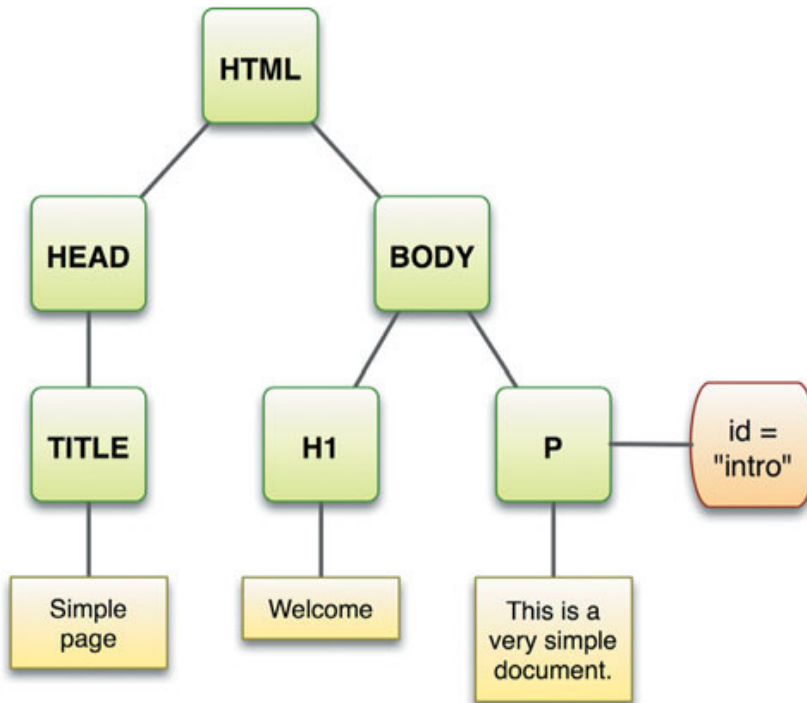 HTML
HEAD
BODY
TITLE
H1
P
id =
"intro"
Simple
page
Welcome
This is a
very simple
document.